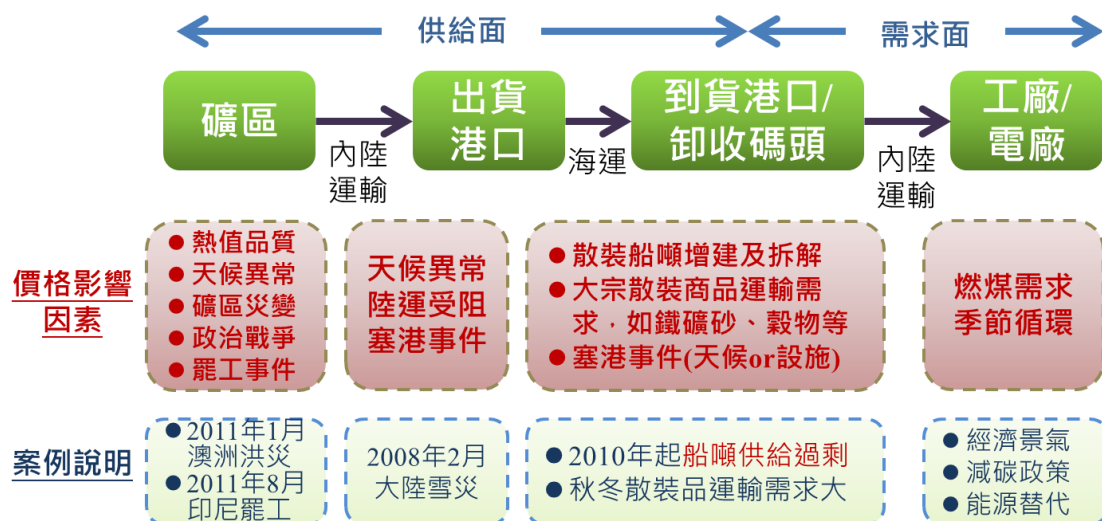 供給面
需求面
礦區
內陸
運輸
出貨
港口
海運
到貨港口/
卸收碼頭
內陸
運輸
工廠/
電廠
價格影響
因素
● 熱值品質
● 天候異常
● 礦區災變
● 政治戰爭
● 罷工事件
天候異常
陸運受阻
塞港事件
● 散裝船噸增建及拆解
● 大宗散裝商品運輸需
求，如鐵礦砂、穀物等
● 塞港事件(天候or設施)
燃煤需求
季節循環
案例說明
● 2011年1月
澳洲洪災
● 2011年8月
印尼罷工
2008年2月
大陸雪災
● 2010年起船噸供給過剩
● 秋冬散裝品運輸需求大
● 經濟景氣
● 減碳政策
● 能源替代